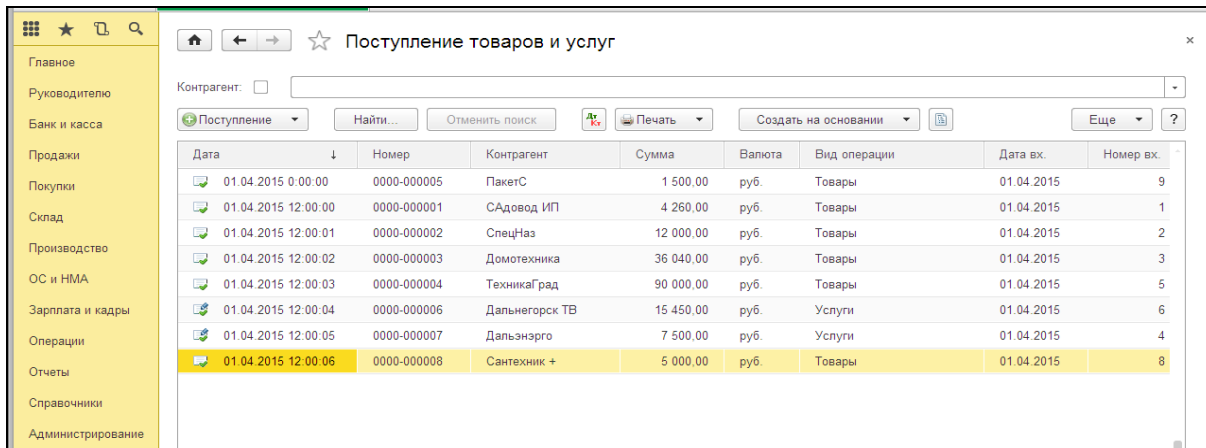 Поступление товаров и услуг
Главное
Руководителю
Банк и касса
Продажи
Покупки
Склад
Производство
ОС и НМА
Зарплата и кадры
Операции
Отчеты
Справочники
Администрирование
Контрагент:
Поступление Найти... Отменить поиск Дт Кт Печать Создать на основании Еще ?
Дата ↓ Номер Контрагент Сумма Валюта Вид операции Дата вх. Номер вх.
01.04.2015 0:00:00 0000-000005 ПакетС 1 500,00 руб. Товары 01.04.2015 9
01.04.2015 12:00:00 0000-000001 САдовод ИП 4 260,00 руб. Товары 01.04.2015 1
01.04.2015 12:00:01 0000-000002 СпецНаз 12 000,00 руб. Товары 01.04.2015 2
01.04.2015 12:00:02 0000-000003 Домотехника 36 040,00 руб. Товары 01.04.2015 3
01.04.2015 12:00:03 0000-000004 ТехникаГрад 90 000,00 руб. Товары 01.04.2015 5
01.04.2015 12:00:04 0000-000006 Дальнегорск ТВ 15 450,00 руб. Услуги 01.04.2015 6
01.04.2015 12:00:05 0000-000007 Дальэнэрго 7 500,00 руб. Услуги 01.04.2015 4
01.04.2015 12:00:06 0000-000008 Сантехник + 5 000,00 руб. Товары 01.04.2015 8